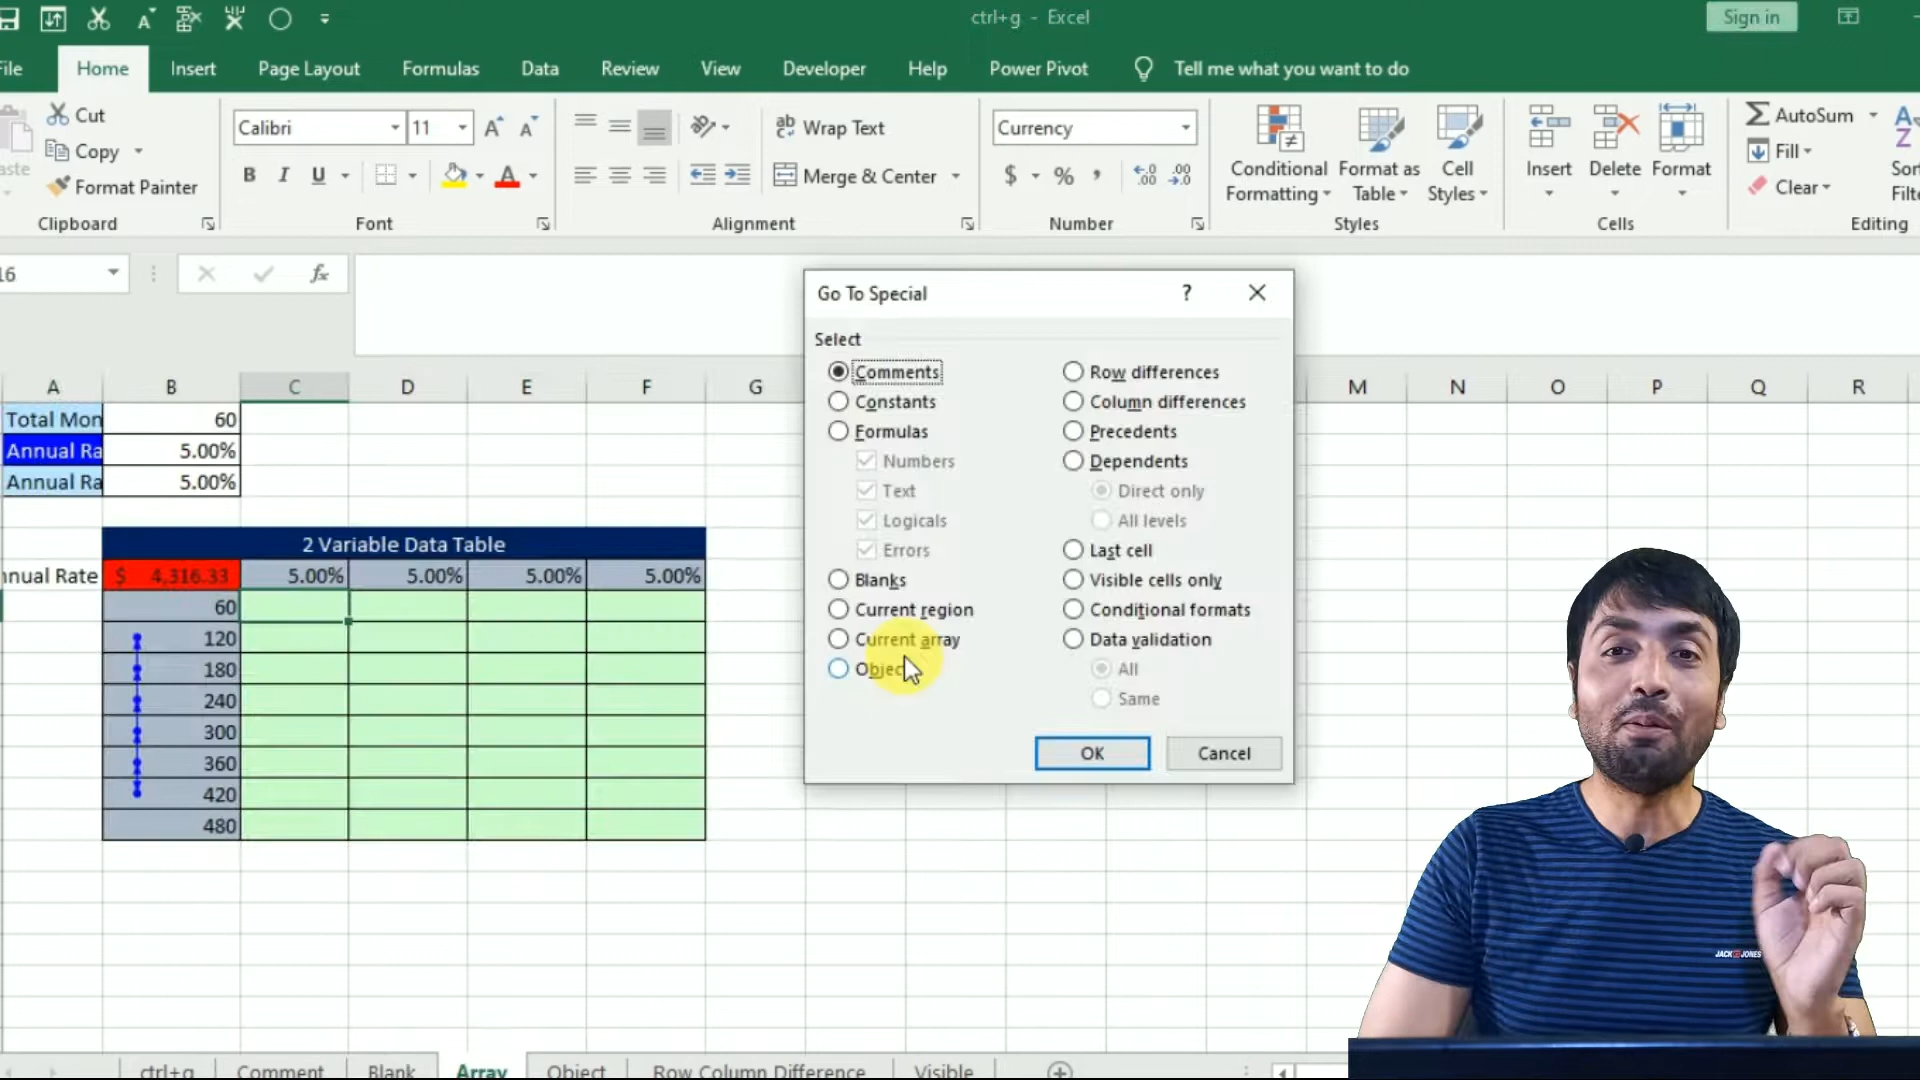 ctrl+g - Excel
Sign in
File Home Insert Page Layout Formulas Data Review View Developer Help Power Pivot Tell me what you want to do
Cut
Copy
Format Painter
Clipboard
Calibri 11
B I U
Font
Wrap Text
Merge & Center
Alignment
Currency
$ % ,
Number
Conditional Formatting
Format as Table
Cell Styles
Styles
Insert Delete Format
Cells
AutoSum
Fill
Clear
Editing
fx
A B C D E F G M N O P Q R
Total Mon 60
Annual Ra 5.00%
Annual Ra 5.00%
2 Variable Data Table
nnual Rate $ 4,316.33 5.00% 5.00% 5.00% 5.00%
60
120
180
240
300
360
420
480
Go To Special ?
Select
Comments
Constants
Formulas
Numbers
Text
Logicals
Errors
Blanks
Current region
Current array
Row differences
Column differences
Precedents
Dependents
Direct only
All levels
Last cell
Visible cells only
Conditional formats
Data validation
All
Same
OK Cancel
JACK & JONES
ctrl+g Comment Blank Array Object Row Column Difference Visible